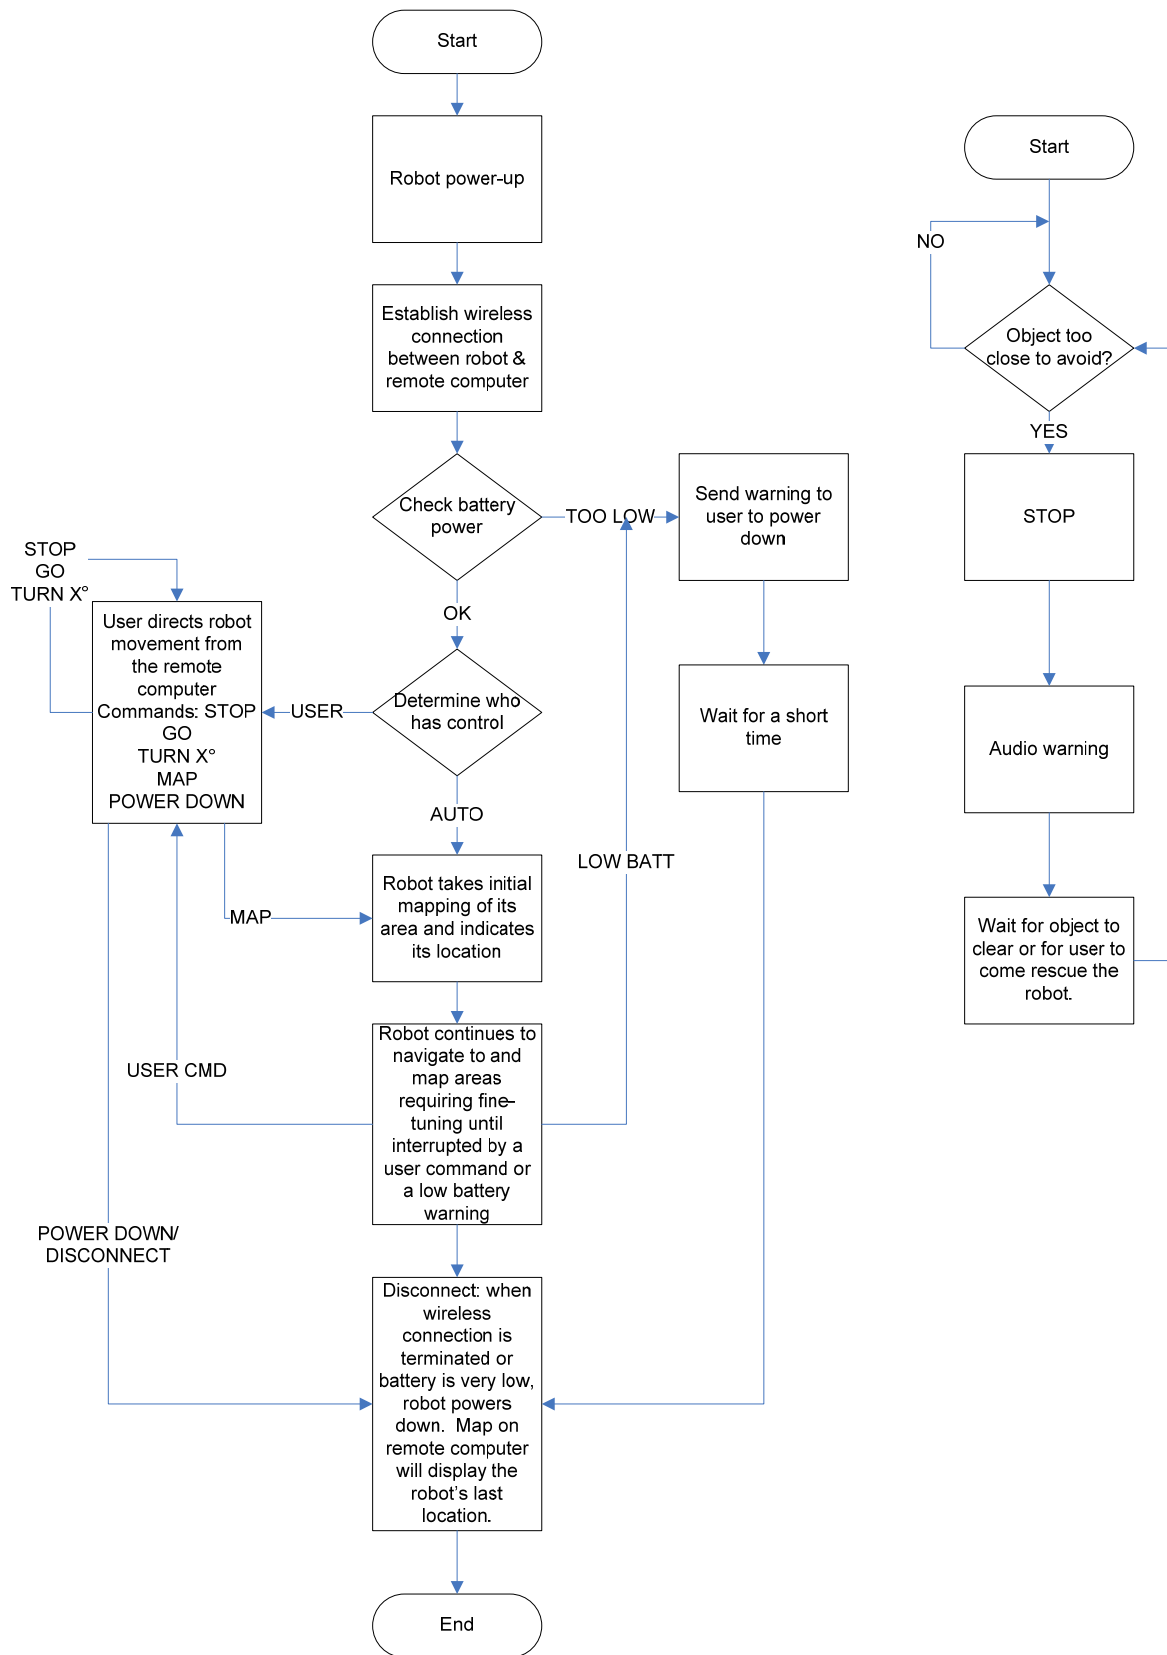 Start
Robot power-up
Establish wireless
connection
between robot &
remote computer
Check battery
power
TOO LOW
Send warning to
user to power
down
OK
STOP
GO
TURN X°
User directs robot
movement from
the remote
computer
Commands: STOP
GO
TURN X°
MAP
POWER DOWN
USER
Determine who
has control
Wait for a short
time
AUTO
LOW BATT
MAP
Robot takes initial
mapping of its
area and indicates
its location
USER CMD
Robot continues to
navigate to and
map areas
requiring fine-
tuning until
interrupted by a
user command or
a low battery
warning
POWER DOWN/
DISCONNECT
Disconnect: when
wireless
connection is
terminated or
battery is very low,
robot powers
down.  Map on
remote computer
will display the
robot's last
location.
End
Start
NO
Object too
close to avoid?
YES
STOP
Audio warning
Wait for object to
clear or for user to
come rescue the
robot.